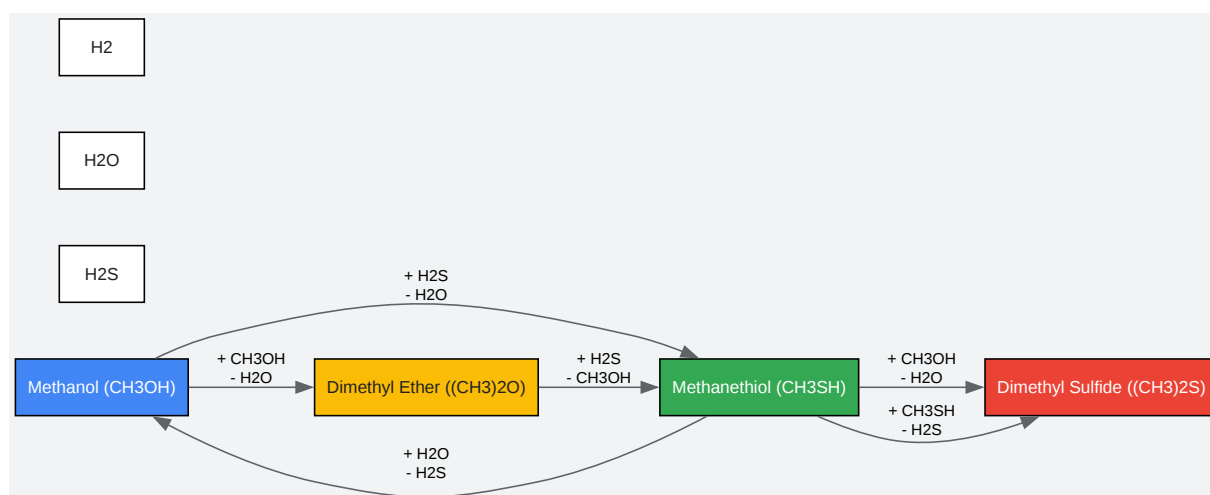 H2
H2O
H2S
+ H2S
- H2O
Methanol (CH3OH)
+ CH3OH
- H2O
Dimethyl Ether ((CH3)2O)
+ H2S
- CH3OH
Methanethiol (CH3SH)
+ CH3OH
- H2O
Dimethyl Sulfide ((CH3)2S)
+ CH3SH
- H2S
+ H2O
- H2S